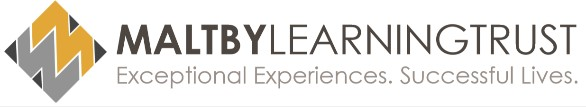 MALTBYLEARNINGTRUST
Exceptional Experiences. Successful Lives.